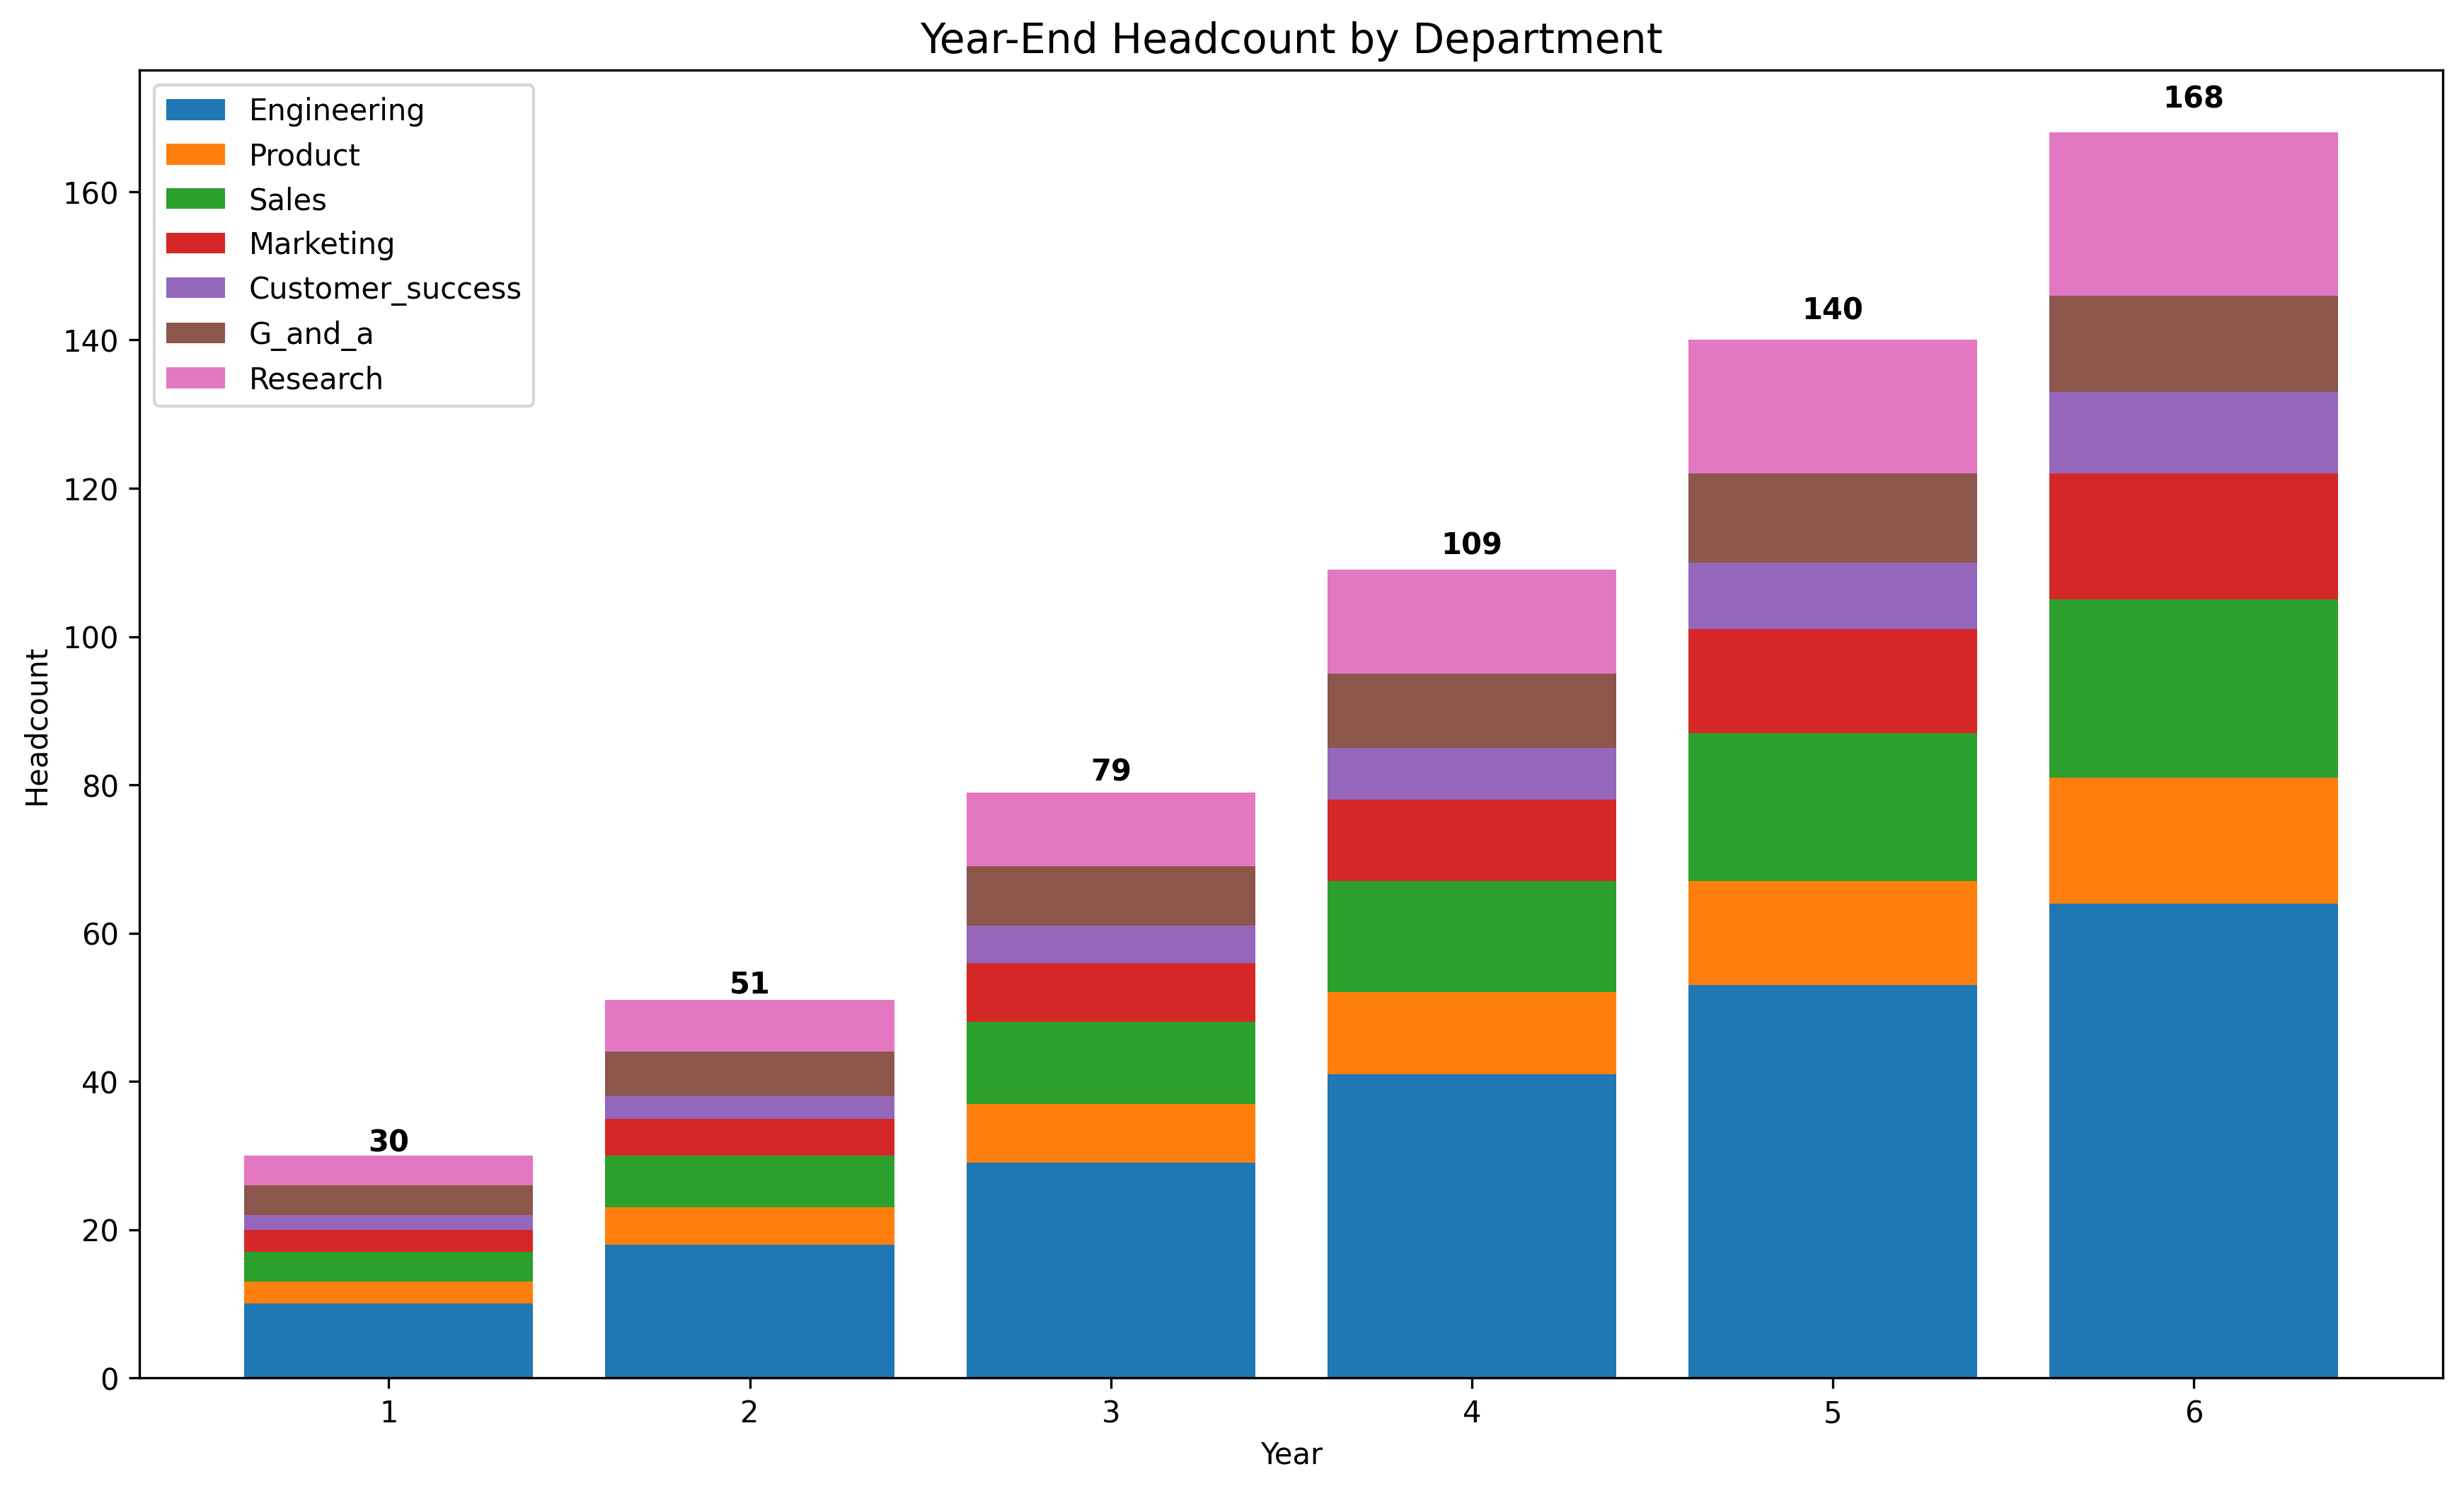 Year-End Headcount by Department
Engineering
Product
Sales
Marketing
Customer_success
G_and_a
Research
Headcount
160
140
120
100
80
60
40
20
0
30
51
79
109
140
168
1 2 3 4 5 6
Year